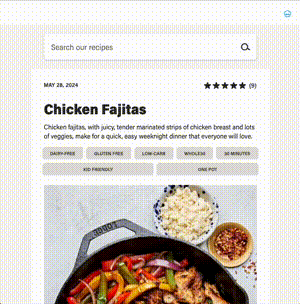 Search our recipes
MAY 28, 2024
(9)
Chicken Fajitas
Chicken fajitas, with juicy, tender marinated strips of chicken breast and lots
of veggies, make for a quick, easy weeknight dinner that everyone will love.
DAIRY-FREE GLUTEN FREE LOW-CARB WHOLE30 30 MINUTES
KID FRIENDLY ONE POT